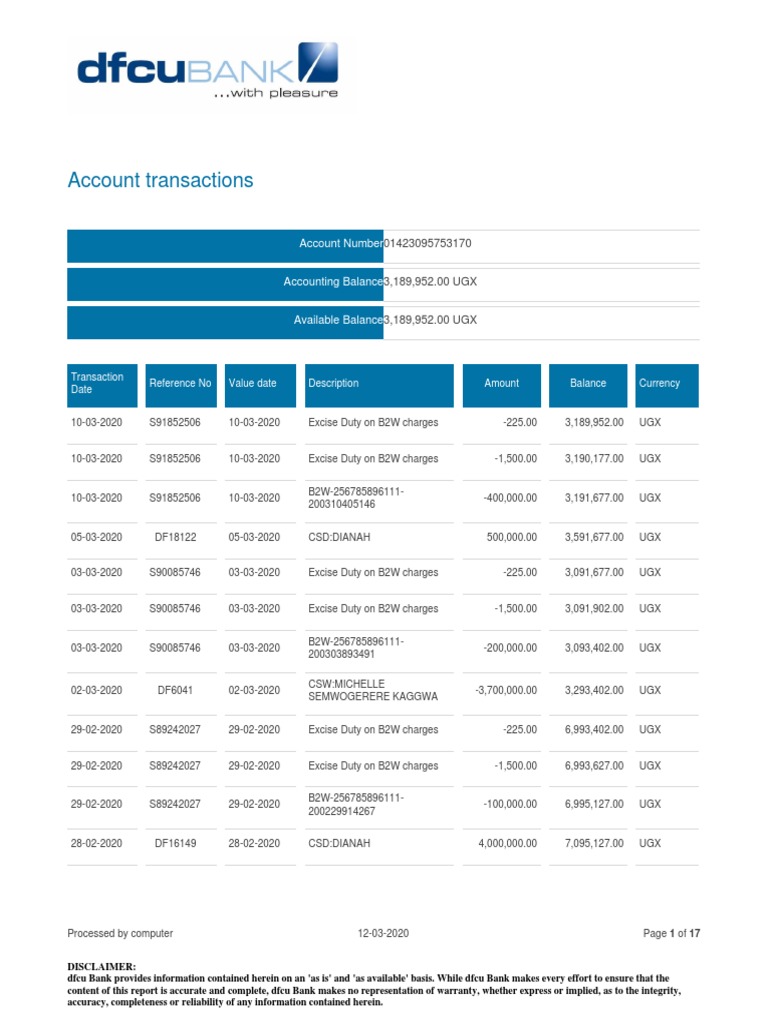 dfcu BANK
...with pleasure
Account transactions
Account Number 01423095753170
Accounting Balance 3,189,952.00 UGX
Available Balance 3,189,952.00 UGX
Transaction Date Reference No Value date Description Amount Balance Currency
10-03-2020 S91852506 10-03-2020 Excise Duty on B2W charges -225.00 3,189,952.00 UGX
10-03-2020 S91852506 10-03-2020 Excise Duty on B2W charges -1,500.00 3,190,177.00 UGX
10-03-2020 S91852506 10-03-2020 B2W-256785896111-200310405146 -400,000.00 3,191,677.00 UGX
05-03-2020 DF18122 05-03-2020 CSD:DIANAH 500,000.00 3,591,677.00 UGX
03-03-2020 S90085746 03-03-2020 Excise Duty on B2W charges -225.00 3,091,677.00 UGX
03-03-2020 S90085746 03-03-2020 Excise Duty on B2W charges -1,500.00 3,091,902.00 UGX
03-03-2020 S90085746 03-03-2020 B2W-256785896111-200303893491 -200,000.00 3,093,402.00 UGX
02-03-2020 DF6041 02-03-2020 CSW:MICHELLE SEMWOGERERE KAGGWA -3,700,000.00 3,293,402.00 UGX
29-02-2020 S89242027 29-02-2020 Excise Duty on B2W charges -225.00 6,993,402.00 UGX
29-02-2020 S89242027 29-02-2020 Excise Duty on B2W charges -1,500.00 6,993,627.00 UGX
29-02-2020 S89242027 29-02-2020 B2W-256785896111-200229914267 -100,000.00 6,995,127.00 UGX
28-02-2020 DF16149 28-02-2020 CSD:DIANAH 4,000,000.00 7,095,127.00 UGX
Processed by computer 12-03-2020 Page 1 of 17
DISCLAIMER:
dfcu Bank provides information contained herein on an 'as is' and 'as available' basis. While dfcu Bank makes every effort to ensure that the
content of this report is accurate and complete, dfcu Bank makes no representation of warranty, whether express or implied, as to the integrity,
accuracy, completeness or reliability of any information contained herein.